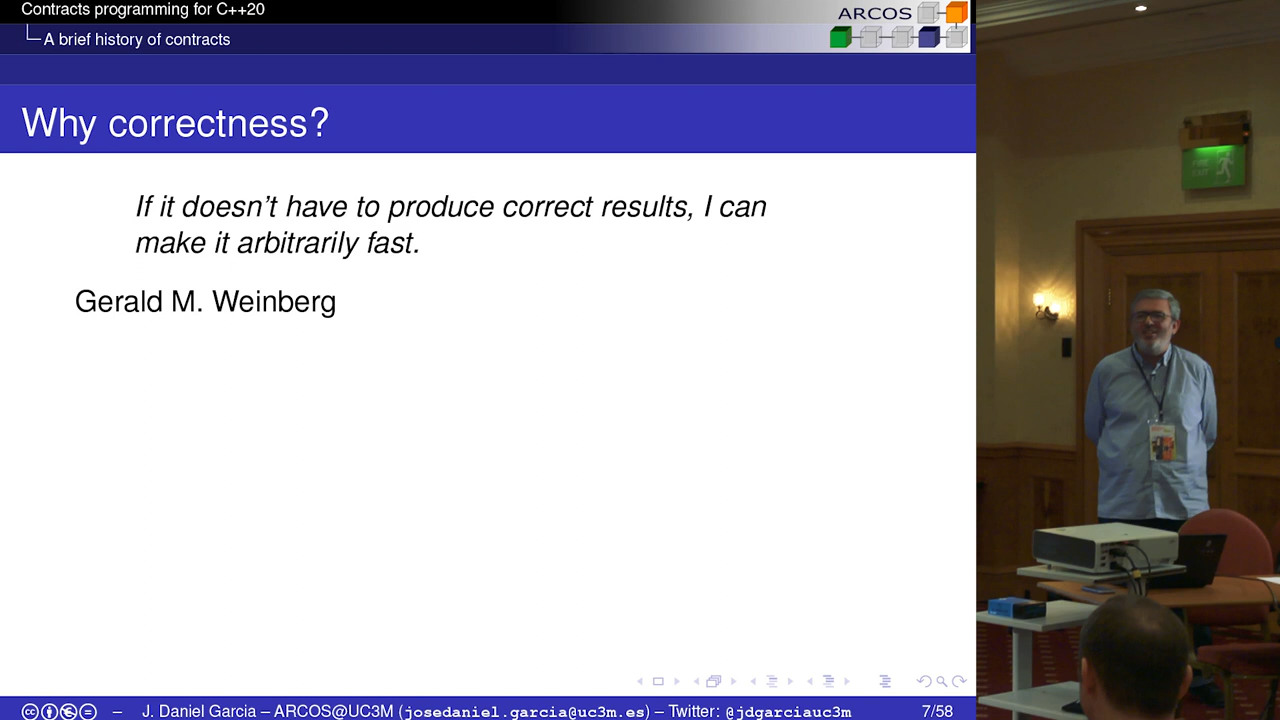 Contracts programming for C++20
A brief history of contracts
ARCOS
Why correctness?
If it doesn't have to produce correct results, I can
make it arbitrarily fast.
Gerald M. Weinberg
– J. Daniel Garcia – ARCOS@UC3M (josedaniel.garcia@uc3m.es) – Twitter: @jdgarciauc3m 7/58
FIRE
EXIT